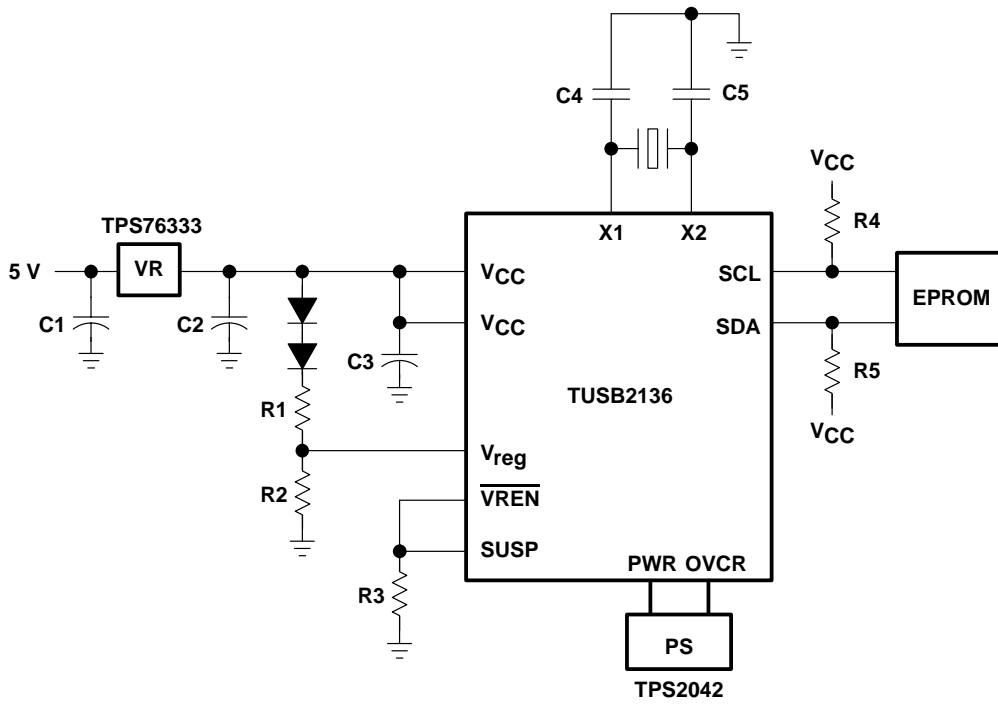 C4
C5
VCC
TPS76333
X1 X2
R4
5 V
VR
VCC
SCL
EPROM
C1
C2
VCC
SDA
C3
R5
TUSB2136
R1
VCC
Vreg
R2
VREN
SUSP
PWR OVCR
R3
PS
TPS2042